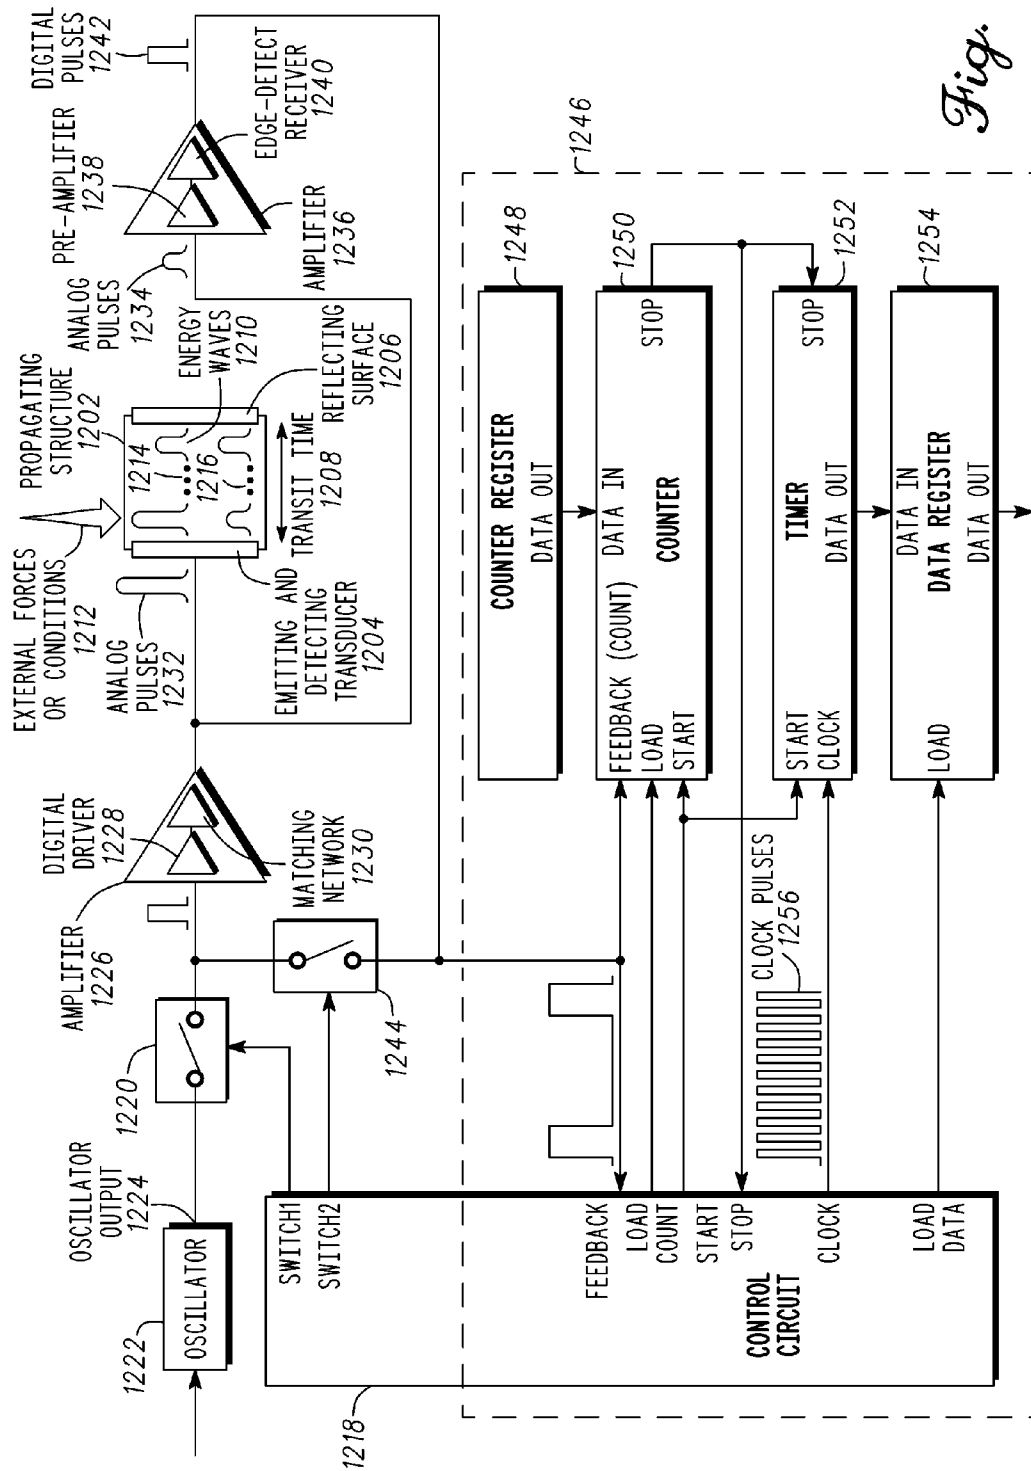 EXTERNAL FORCES
OR CONDITIONS
1212
PROPAGATING
STRUCTURE
1202
ANALOG
PULSES
1234
PRE-AMPLIFIER
1238
DIGITAL
PULSES
1242
ENERGY
WAVES
1210
1214
1216
OSCILLATOR
OUTPUT
1224
1222
OSCILLATOR
1220
AMPLIFIER
1226
DIGITAL
DRIVER
1228
ANALOG
PULSES
1232
MATCHING
NETWORK
1230
EMITTING AND
DETECTING
TRANSDUCER
1204
TRANSIT TIME
1208
REFLECTING
SURFACE
1206
AMPLIFIER
1236
EDGE-DETECT
RECEIVER
1240
1244
1218
SWITCH1
SWITCH2
FEEDBACK
LOAD
COUNT
START
STOP
CLOCK
LOAD
DATA
CONTROL
CIRCUIT
CLOCK PULSES
1256
1246
COUNTER REGISTER
DATA OUT
1248
FEEDBACK (COUNT)
LOAD
START
DATA IN
COUNTER
STOP
1250
START
CLOCK
TIMER
DATA OUT
STOP
1252
LOAD
DATA IN
DATA REGISTER
DATA OUT
1254
Fig.